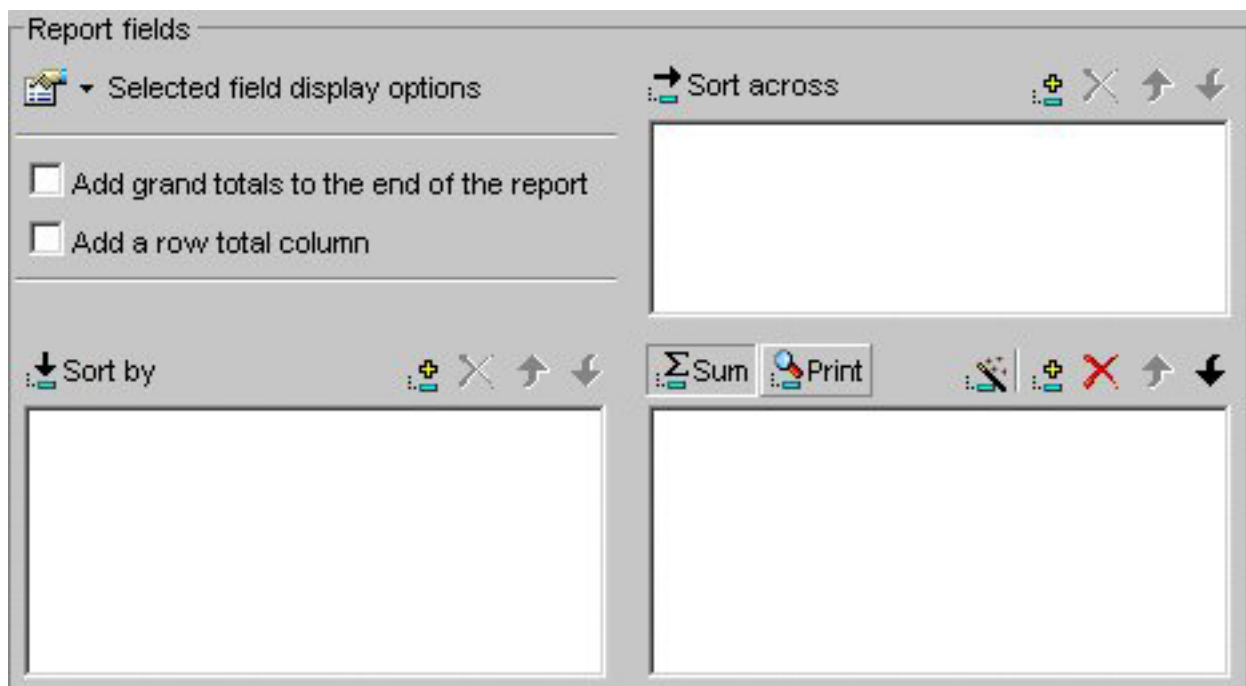 Report fields
Selected field display options
Sort across
Add grand totals to the end of the report
Add a row total column
Sort by
Sum Print